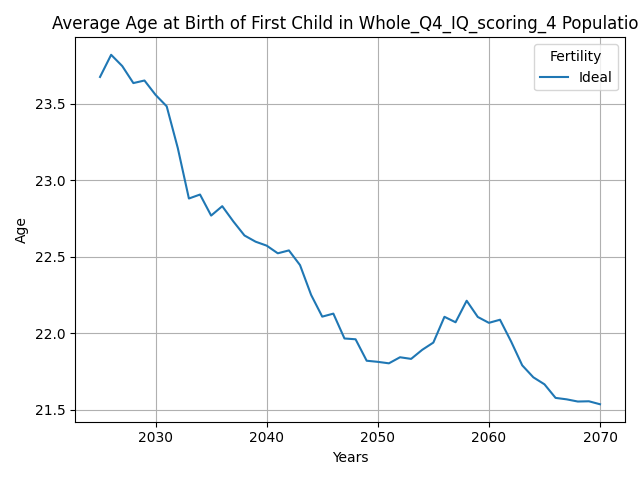 Average Age at Birth of First Child in Whole_Q4_IQ_scoring_4 Populatio
Fertility
Ideal
23.5
23.0
22.5
22.0
21.5
Age
2030 2040 2050 2060 2070
Years